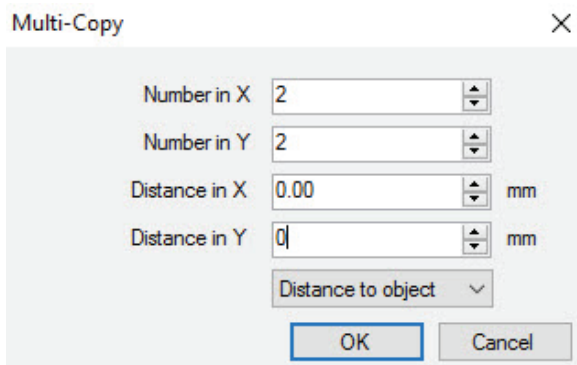 Multi-Copy
Number in X 2
Number in Y 2
Distance in X 0.00 mm
Distance in Y 0 mm
Distance to object
OK Cancel